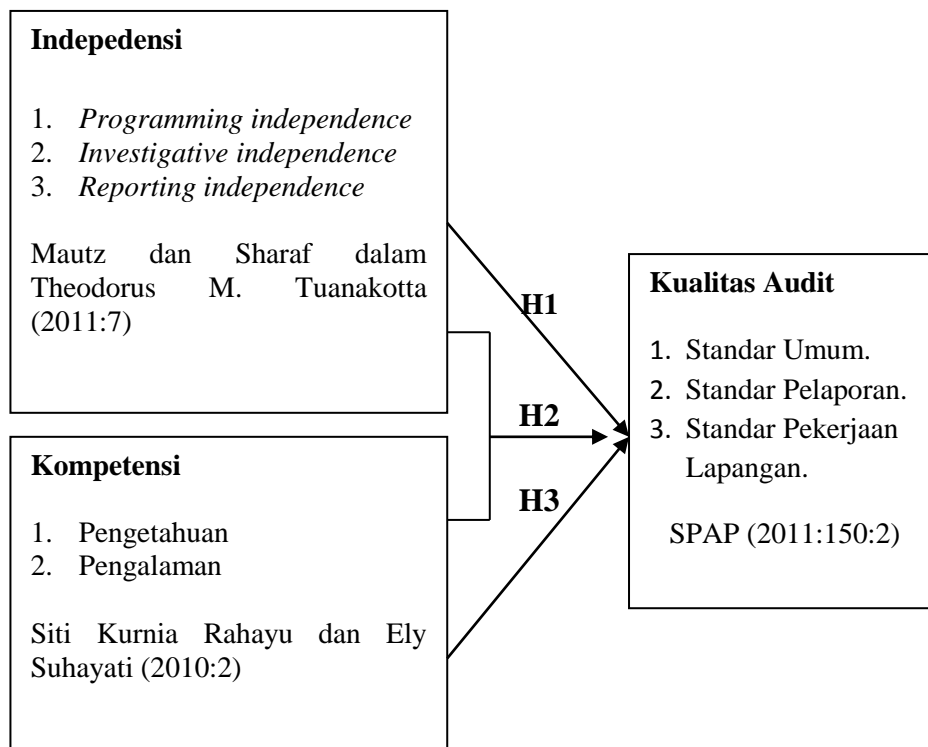 Indepedensi
1. Programming independence
2. Investigative independence
3. Reporting independence
Mautz dan Sharaf dalam
Theodorus M. Tuanakotta
(2011:7)
Kompetensi
1. Pengetahuan
2. Pengalaman
Siti Kurnia Rahayu dan Ely
Suhayati (2010:2)
H1
H2
H3
Kualitas Audit
1. Standar Umum.
2. Standar Pelaporan.
3. Standar Pekerjaan
Lapangan.
SPAP (2011:150:2)